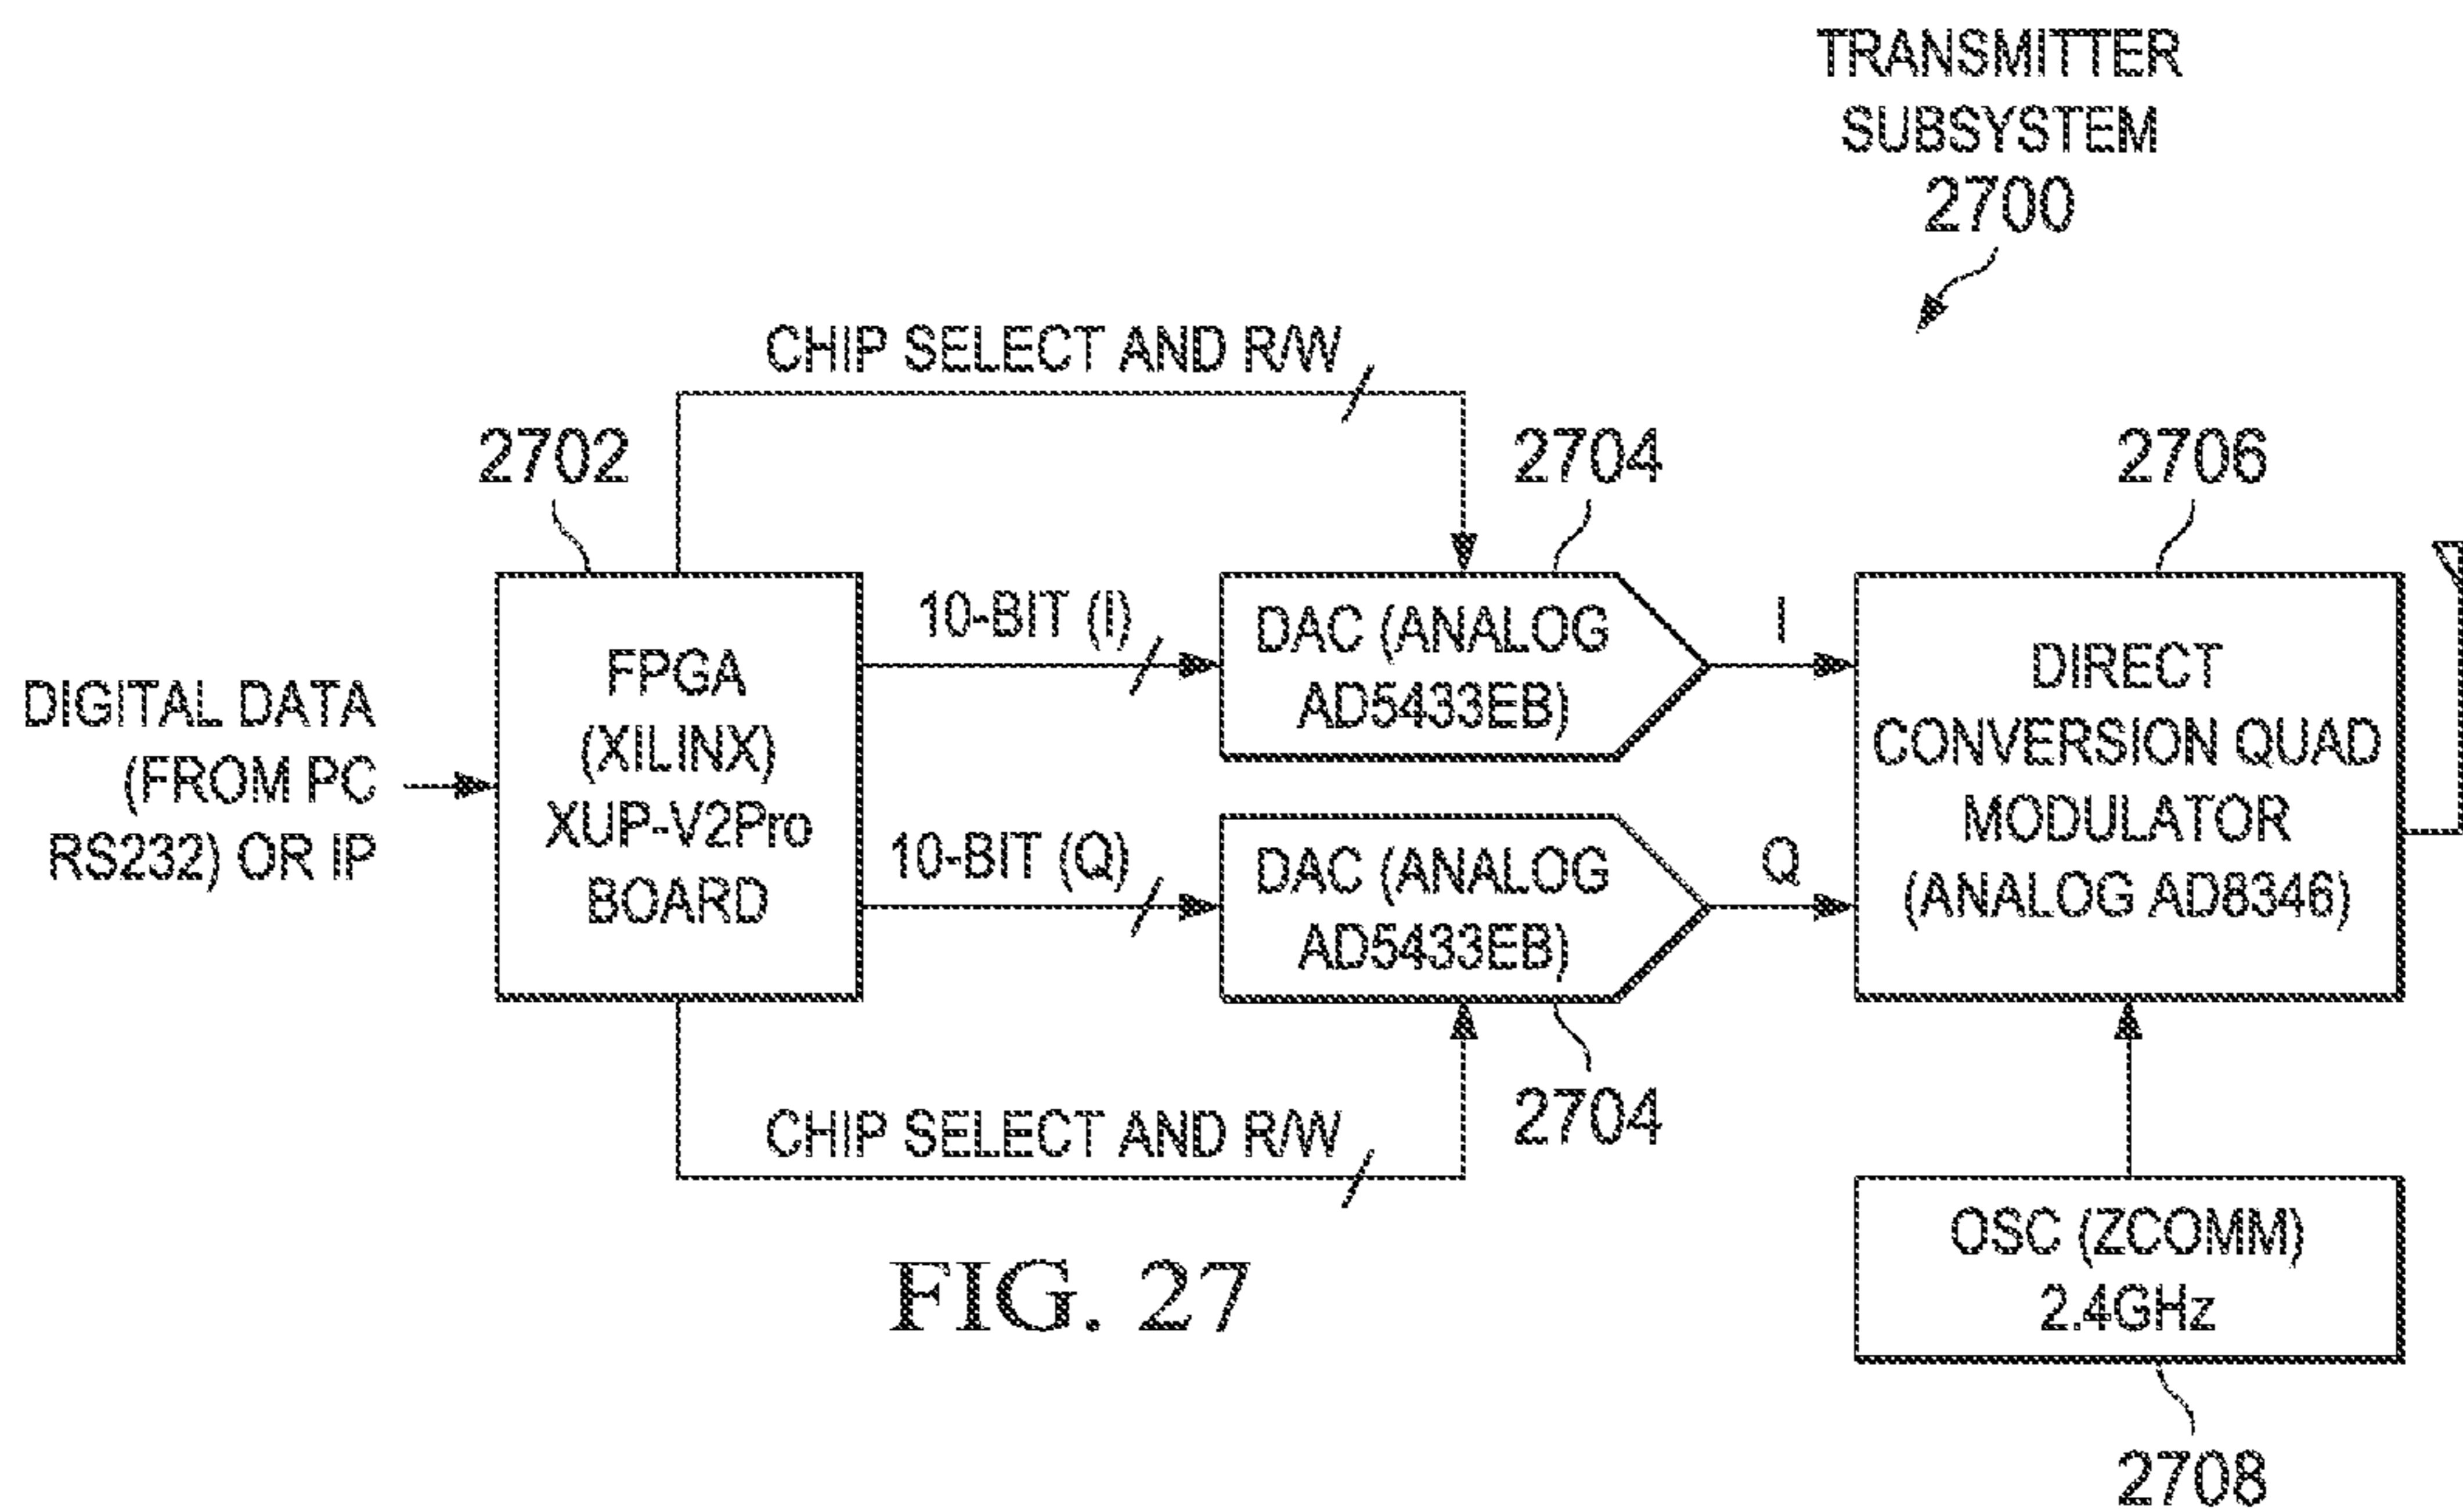 TRANSMITTER
SUBSYSTEM
2700
CHIP SELECT AND R/W
2702
2704
2706
DIGITAL DATA
(FROM PC
RS232) OR IP
FPGA
(XILINX)
XUP-V2Pro
BOARD
10-BIT (I)
10-BIT (Q)
DAC (ANALOG
AD5433EB)
DAC (ANALOG
AD5433EB)
I
Q
DIRECT
CONVERSION QUAD
MODULATOR
(ANALOG AD8346)
CHIP SELECT AND R/W
2704
OSC (ZCOMM)
2.4GHz
2708
FIG. 27